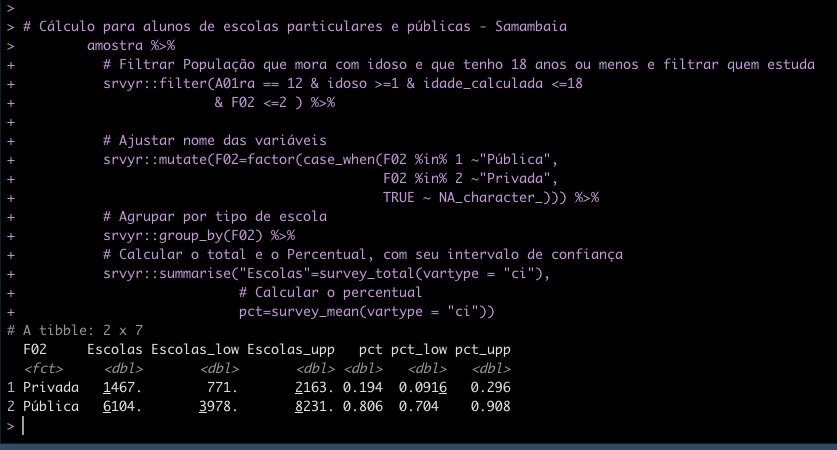 >
> # Cálculo para alunos de escolas particulares e públicas - Samambaia
>         amostra %>%
+           # Filtrar População que mora com idoso e que tenho 18 anos ou menos e filtrar quem estuda
+           srvyr::filter(A01ra == 12 & idoso >=1 & idade_calculada <=18
+                         & F02 <=2 ) %>%
+
+           # Ajustar nome das variáveis
+           srvyr::mutate(F02=factor(case_when(F02 %in% 1 ~"Pública",
+                                              F02 %in% 2 ~"Privada",
+                                              TRUE ~ NA_character_))) %>%
+           # Agrupar por tipo de escola
+           srvyr::group_by(F02) %>%
+           # Calcular o total e o Percentual, com seu intervalo de confiança
+           srvyr::summarise("Escolas"=survey_total(vartype = "ci"),
+                            # Calcular o percentual
+                            pct=survey_mean(vartype = "ci"))
# A tibble: 2 x 7
  F02     Escolas Escolas_low Escolas_upp   pct pct_low pct_upp
  <fct>     <dbl>       <dbl>       <dbl> <dbl>   <dbl>   <dbl>
1 Privada   1467.        771.       2163. 0.194  0.0916   0.296
2 Pública   6104.       3978.       8231. 0.806  0.704    0.908
>